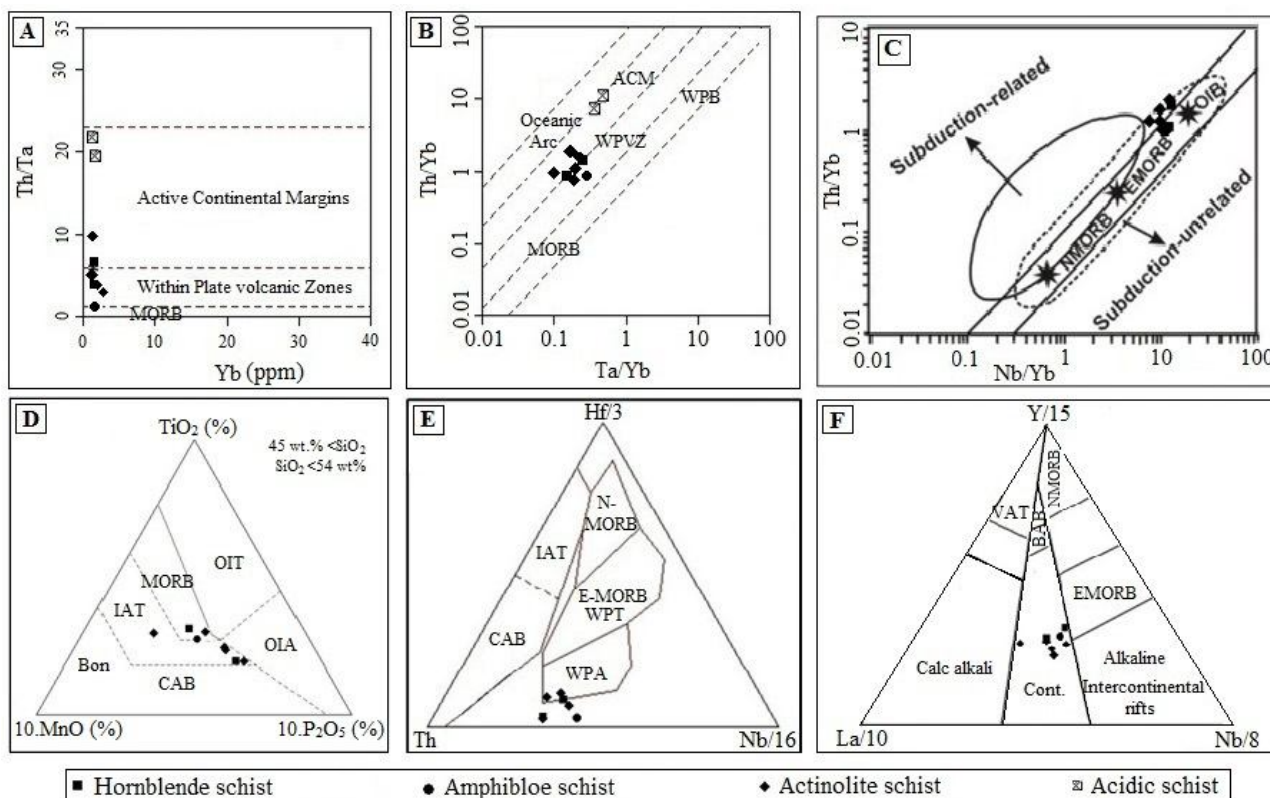 A
35
30
20
10
0
Th/Ta
Active Continental Margins
Within Plate volcanic Zones
MORB
0
10
20
30
40
Yb (ppm)
B
100
10
1
0.1
0.01
Th/Yb
ACM
WPB
Oceanic
Arc
WPVZ
MORB
0.01
0.1
1
10
100
Ta/Yb
C
10
1
0.1
0.01
Th/Yb
Subduction-related
OIB
EMORB
NMORB
Subduction-unrelated
0.01
0.1
1
10
100
Nb/Yb
D
TiO₂ (%)
45 wt.% <SiO₂
SiO₂ <54 wt%
OIT
MORB
IAT
OIA
Bon
CAB
10.MnO (%)
10.P₂O₅ (%)
E
Hf/3
N-
MORB
IAT
E-MORB
WPT
CAB
WPA
Th
Nb/16
F
Y/15
NMORB
VAT
BAB
EMORB
Calc alkali
Cont.
Alkaline
Intercontinental
rifts
La/10
Nb/8
Hornblende schist
Amphibloe schist
Actinolite schist
Acidic schist